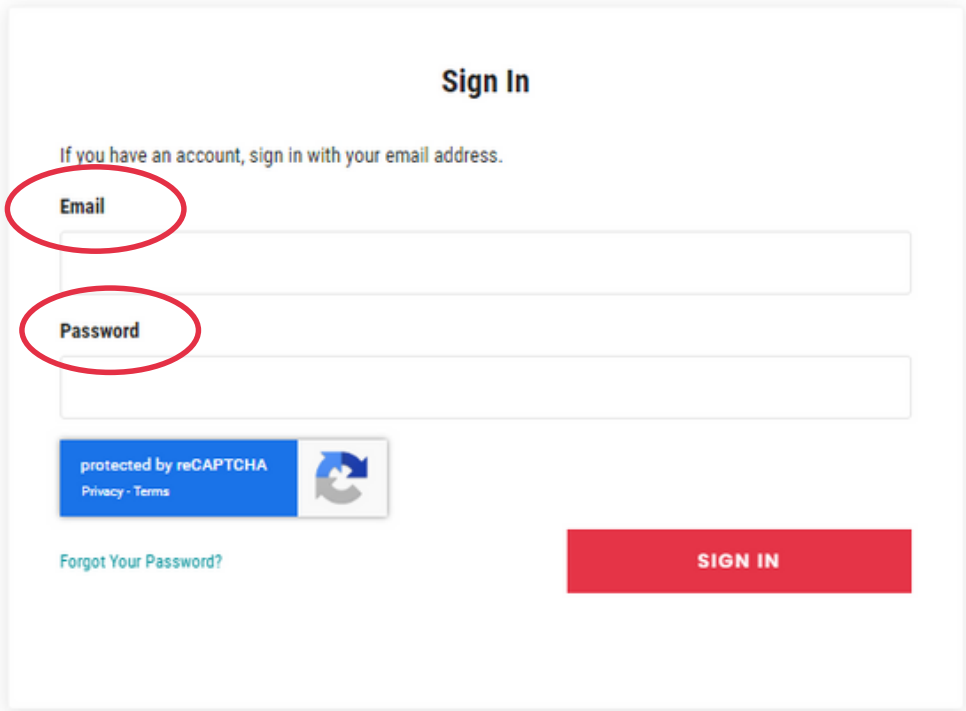 Sign In
If you have an account, sign in with your email address.
Email
Password
protected by reCAPTCHA
Privacy - Terms
Forgot Your Password?
SIGN IN